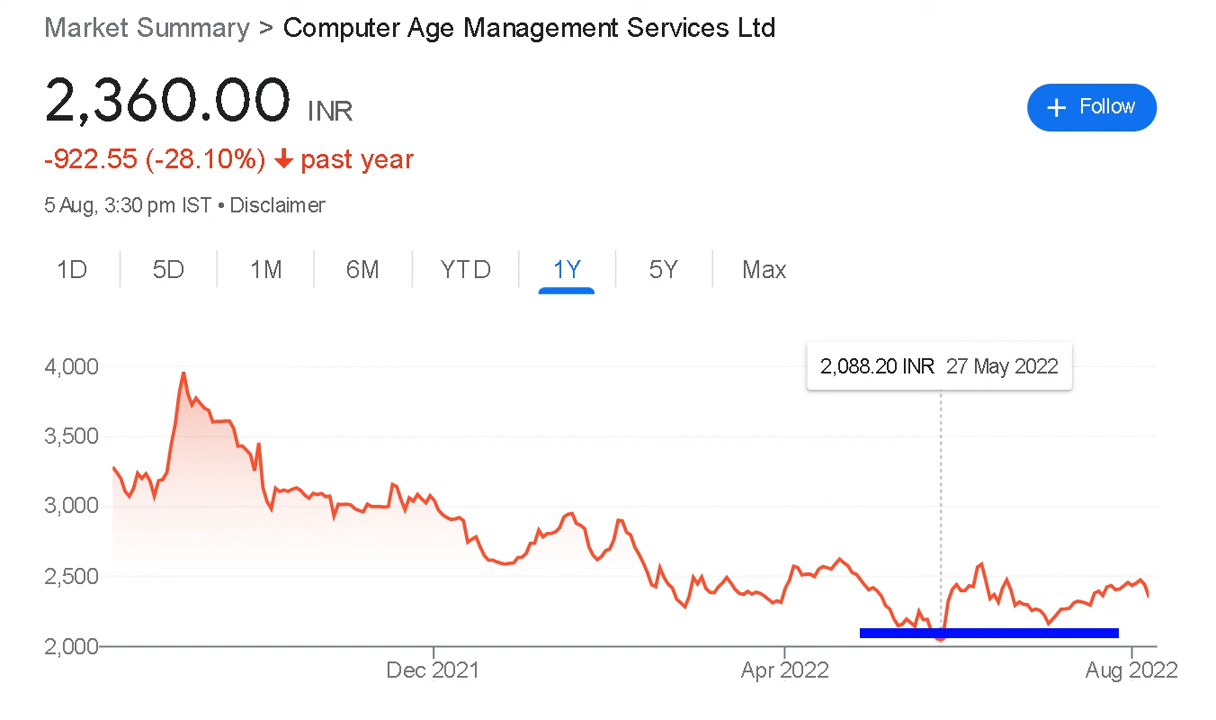 Market Summary > Computer Age Management Services Ltd
2,360.00 INR
+ Follow
-922.55 (-28.10%) ↓ past year
5 Aug, 3:30 pm IST • Disclaimer
1D 5D 1M 6M YTD 1Y 5Y Max
2,088.20 INR 27 May 2022
4,000
3,500
3,000
2,500
2,000
Dec 2021 Apr 2022 Aug 2022